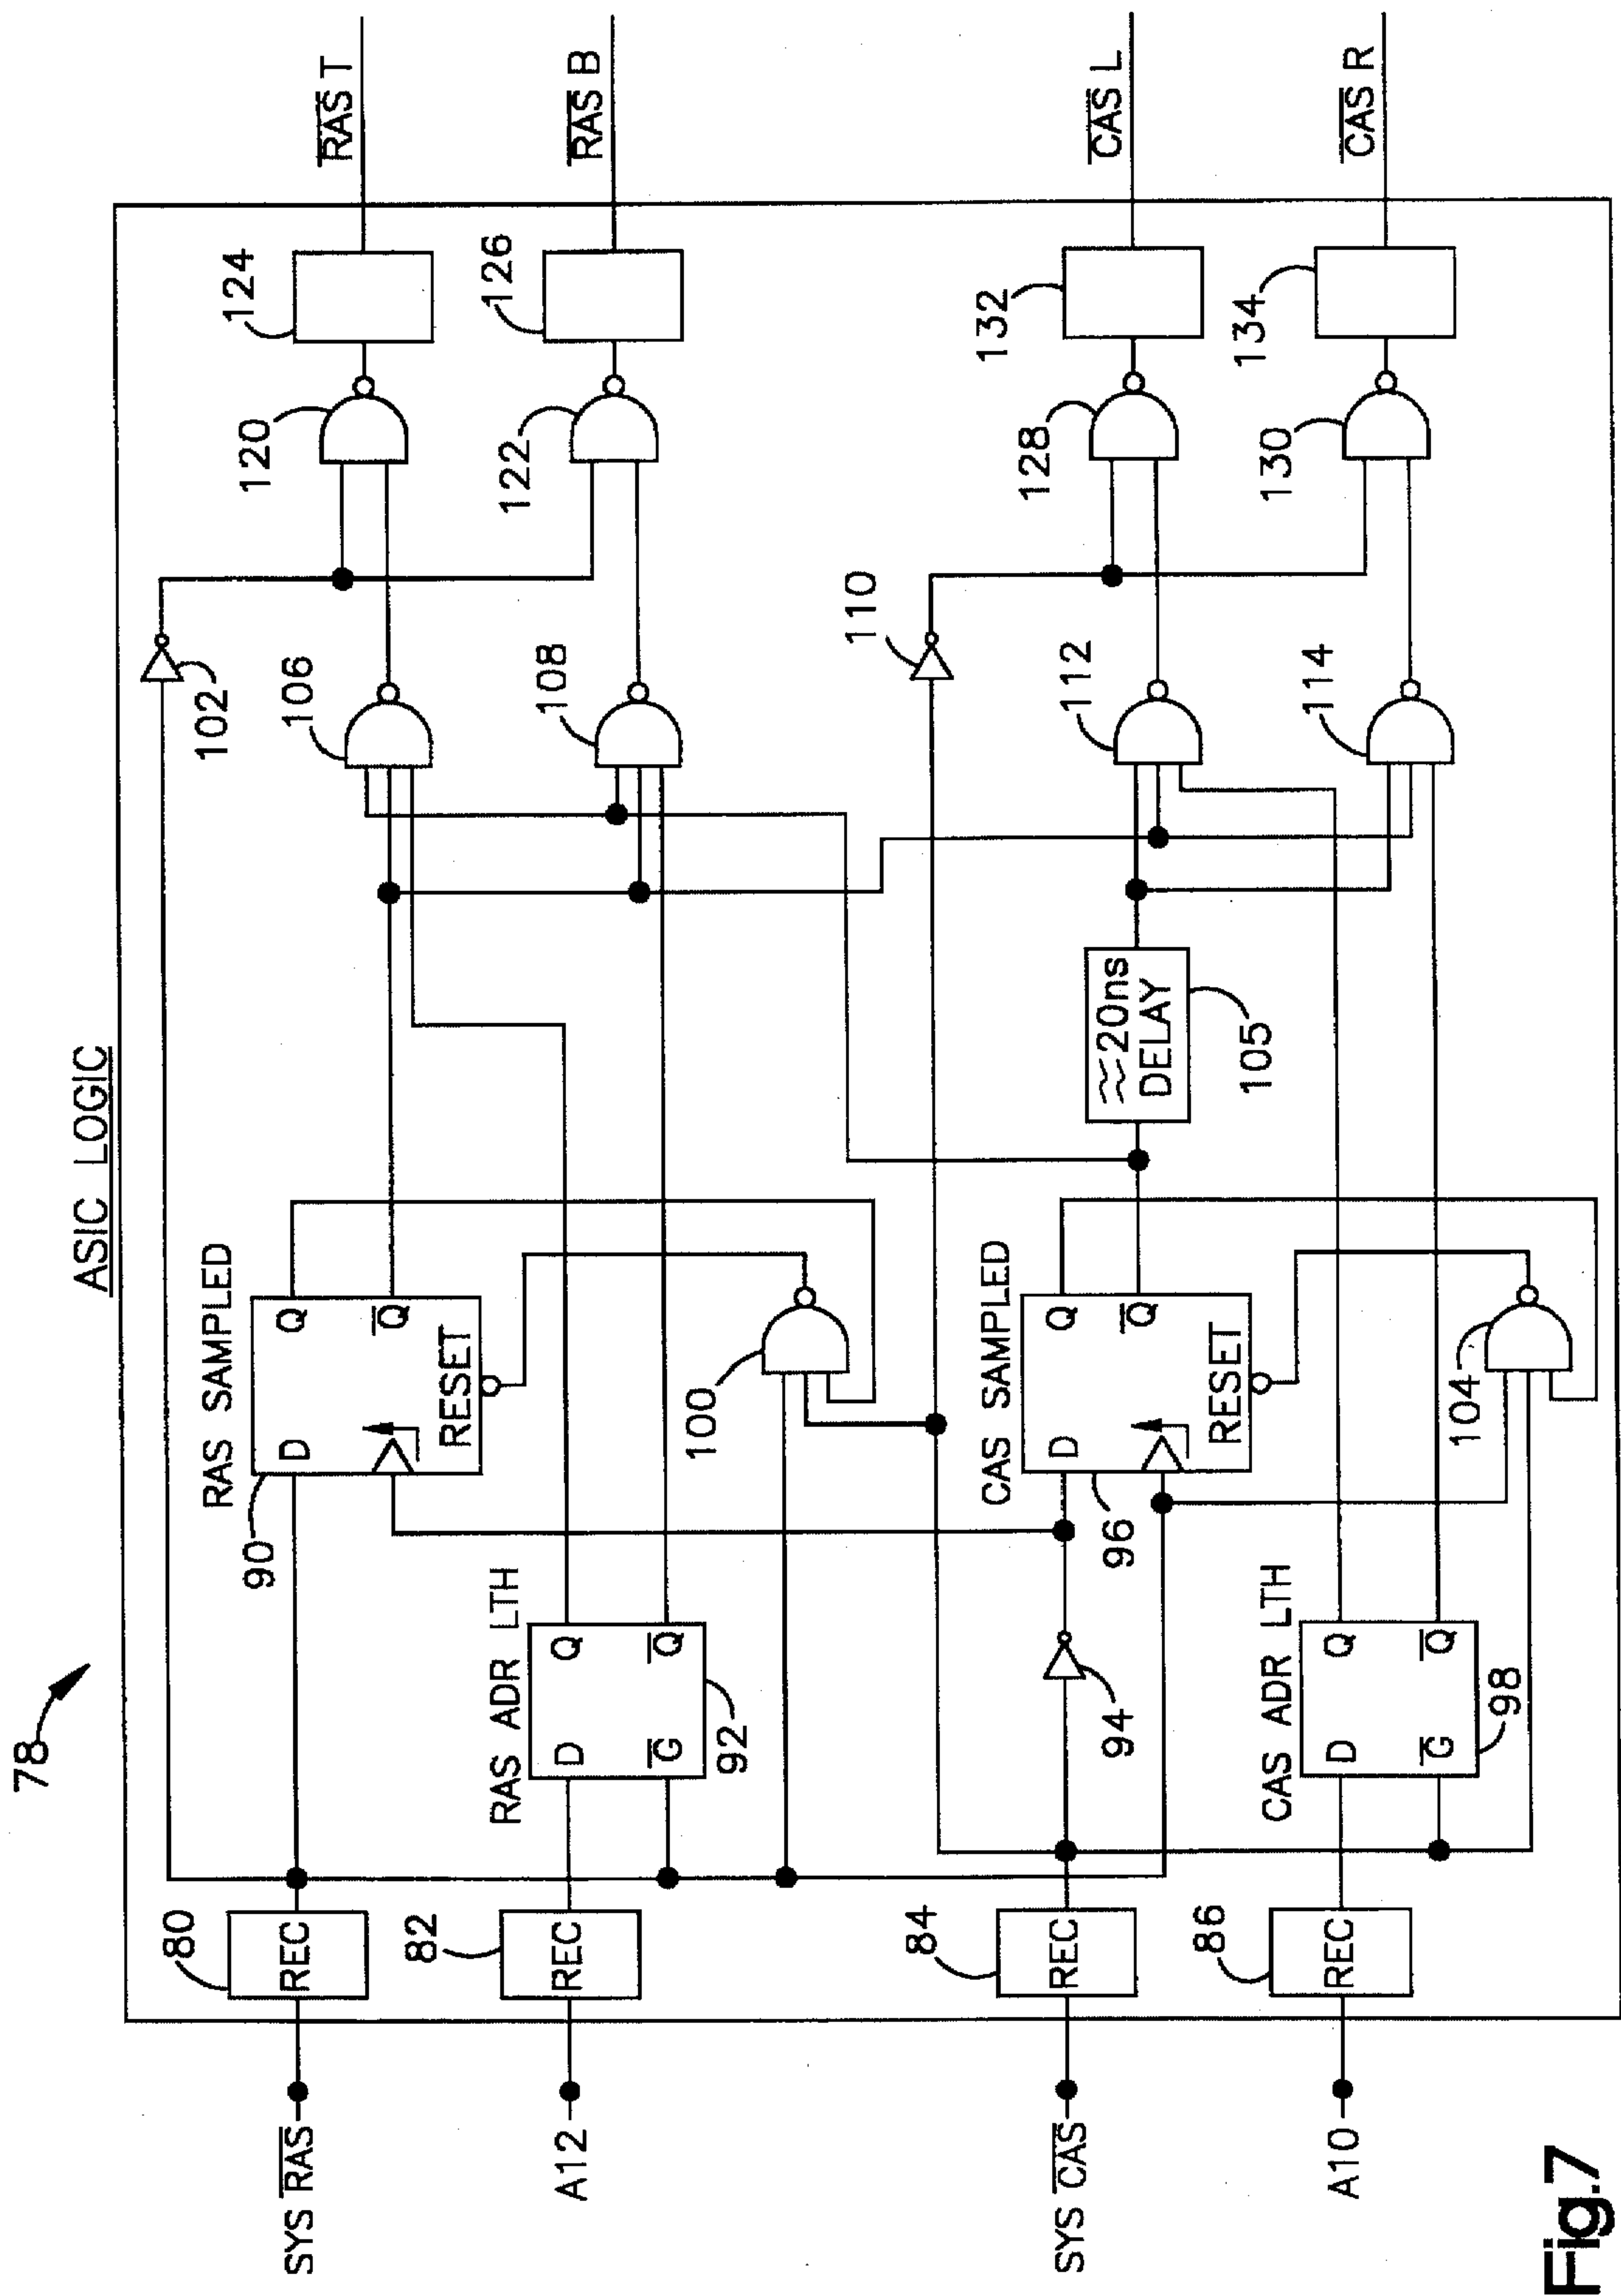 78
ASIC LOGIC
SYS RAS
80
REC
90
RAS SAMPLED
D
Q
Q
RESET
102
106
120
124
RAS T
A12
82
REC
RAS ADR LTH
D
Q
G
Q
92
100
108
122
126
RAS B
SYS CAS
84
REC
94
96
CAS SAMPLED
D
Q
Q
RESET
≈20ns
DELAY
105
110
112
128
132
CAS L
A10
86
REC
CAS ADR LTH
D
Q
G
Q
98
104
114
130
134
CAS R
Fig.7